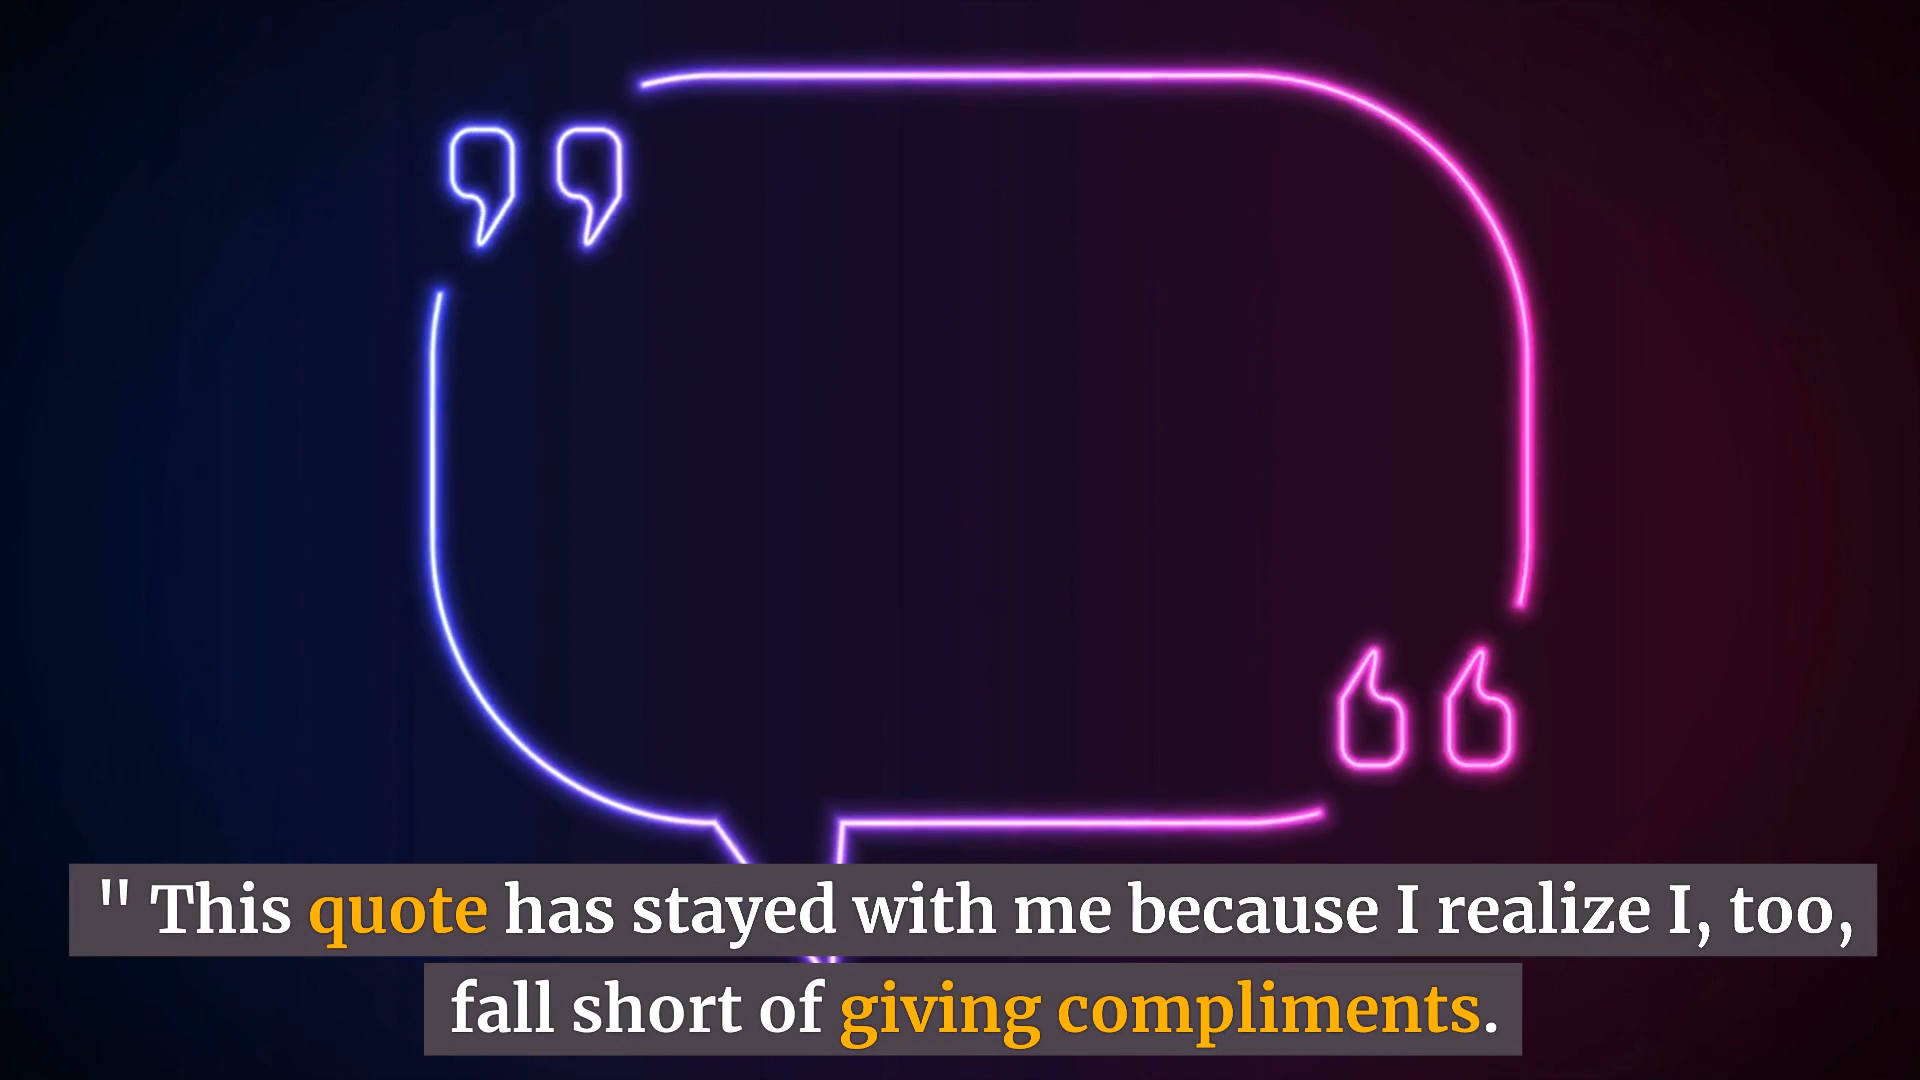 " This quote has stayed with me because I realize I, too,
fall short of giving compliments.